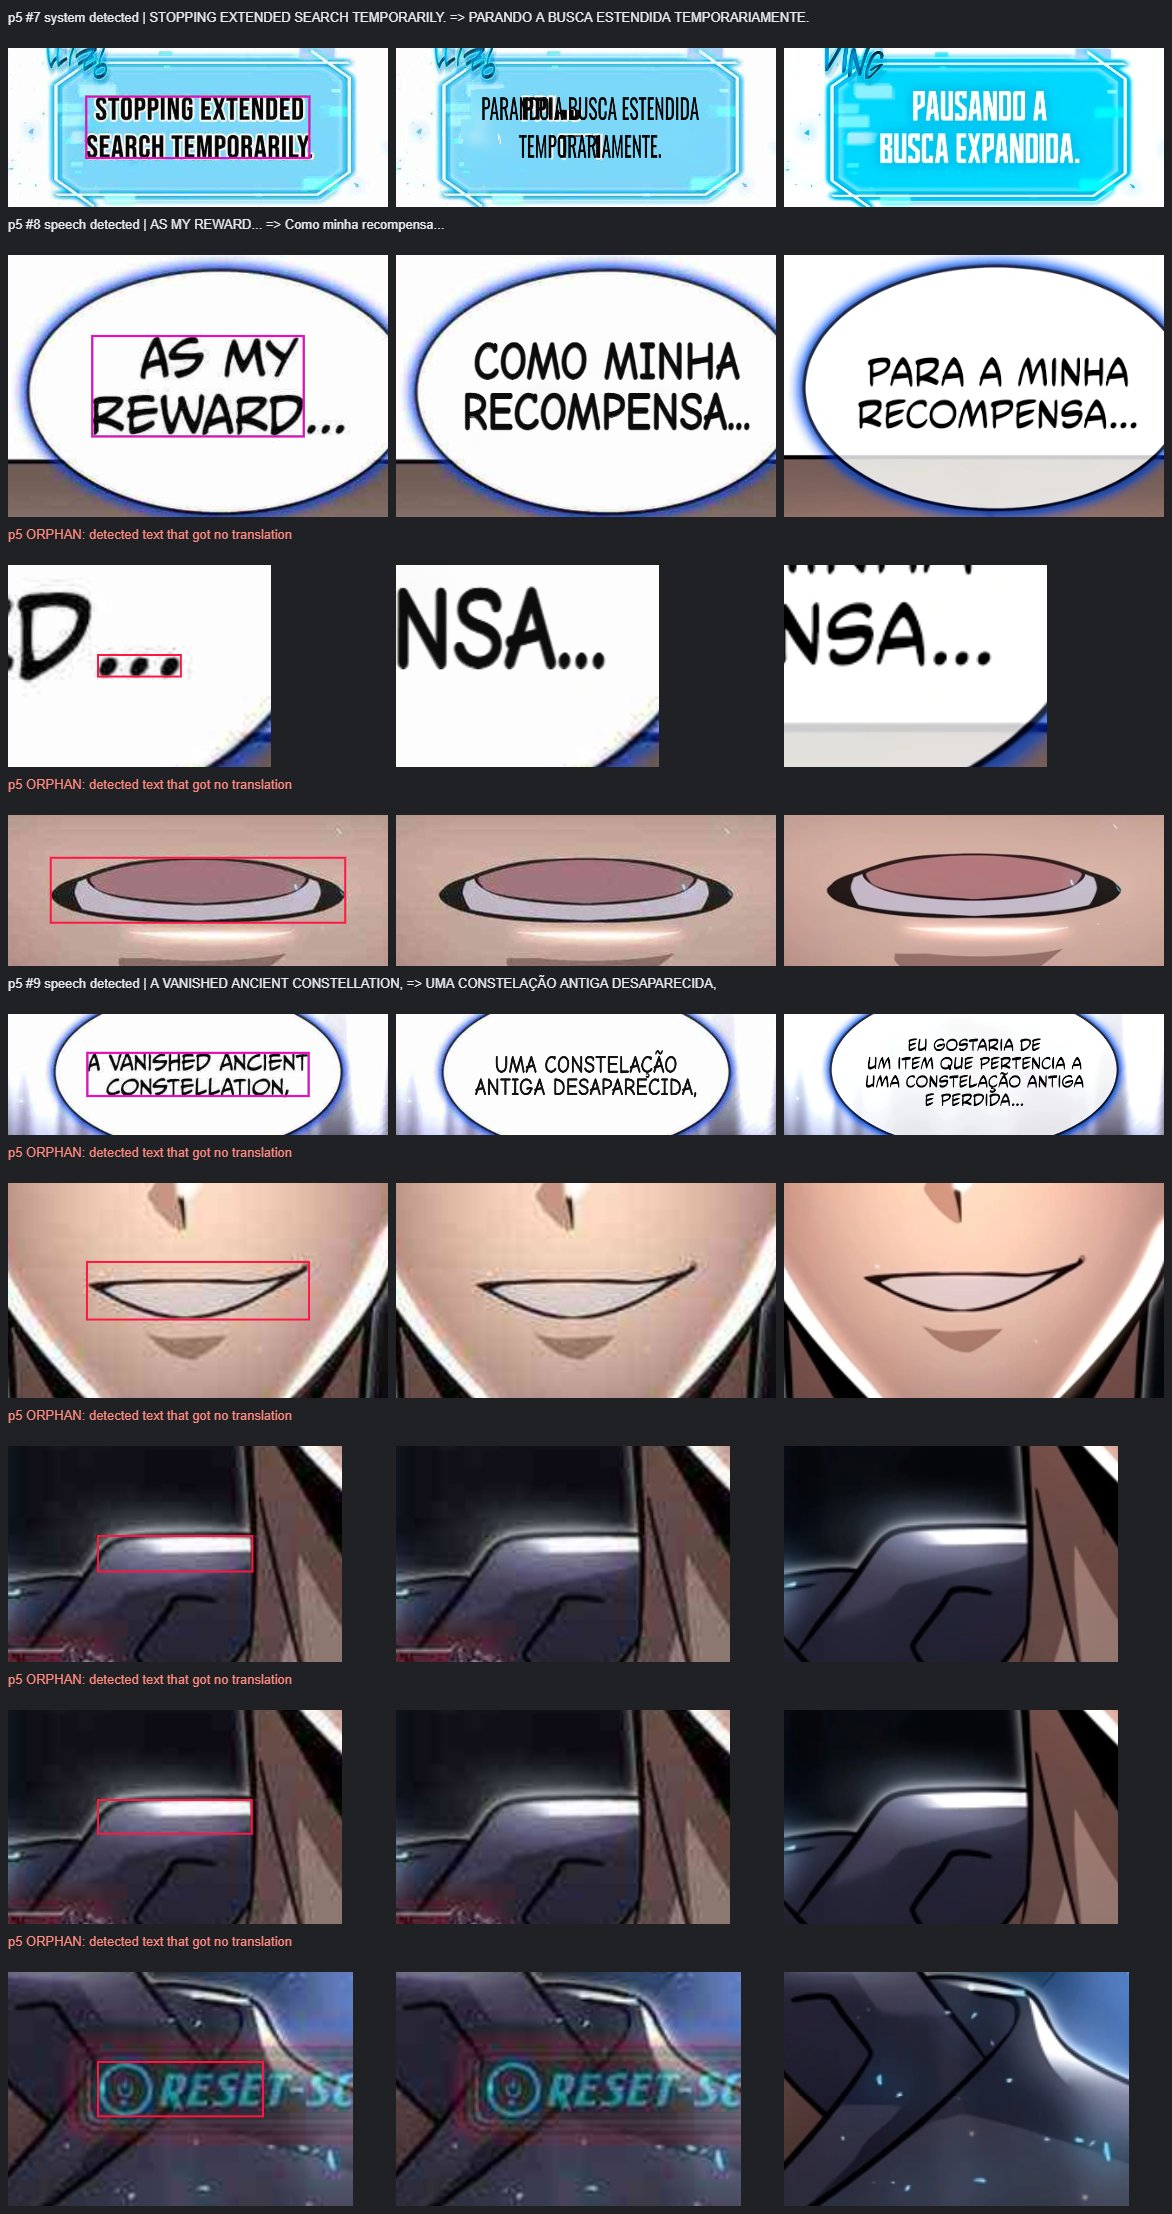 p5 #7 system detected | STOPPING EXTENDED SEARCH TEMPORARILY. => PARANDO A BUSCA ESTENDIDA TEMPORARIAMENTE.
STOPPING EXTENDED
SEARCH TEMPORARILY.
BUSCA ESTENDIDA
TEMPORARIAMENTE.
DING
PAUSANDO A
BUSCA EXPANDIDA.
p5 #8 speech detected | AS MY REWARD... => Como minha recompensa...
AS MY
REWARD...
COMO MINHA
RECOMPENSA...
PARA A MINHA
RECOMPENSA...
p5 ORPHAN: detected text that got no translation
D...
NSA...
NSA...
p5 ORPHAN: detected text that got no translation
p5 #9 speech detected | A VANISHED ANCIENT CONSTELLATION, => UMA CONSTELAÇÃO ANTIGA DESAPARECIDA,
A VANISHED ANCIENT
CONSTELLATION,
UMA CONSTELAÇÃO
ANTIGA DESAPARECIDA,
EU GOSTARIA DE
UM ITEM QUE PERTENCIA A
UMA CONSTELAÇÃO ANTIGA
E PERDIDA...
p5 ORPHAN: detected text that got no translation
p5 ORPHAN: detected text that got no translation
p5 ORPHAN: detected text that got no translation
p5 ORPHAN: detected text that got no translation
RESET-SC
RESET-SC